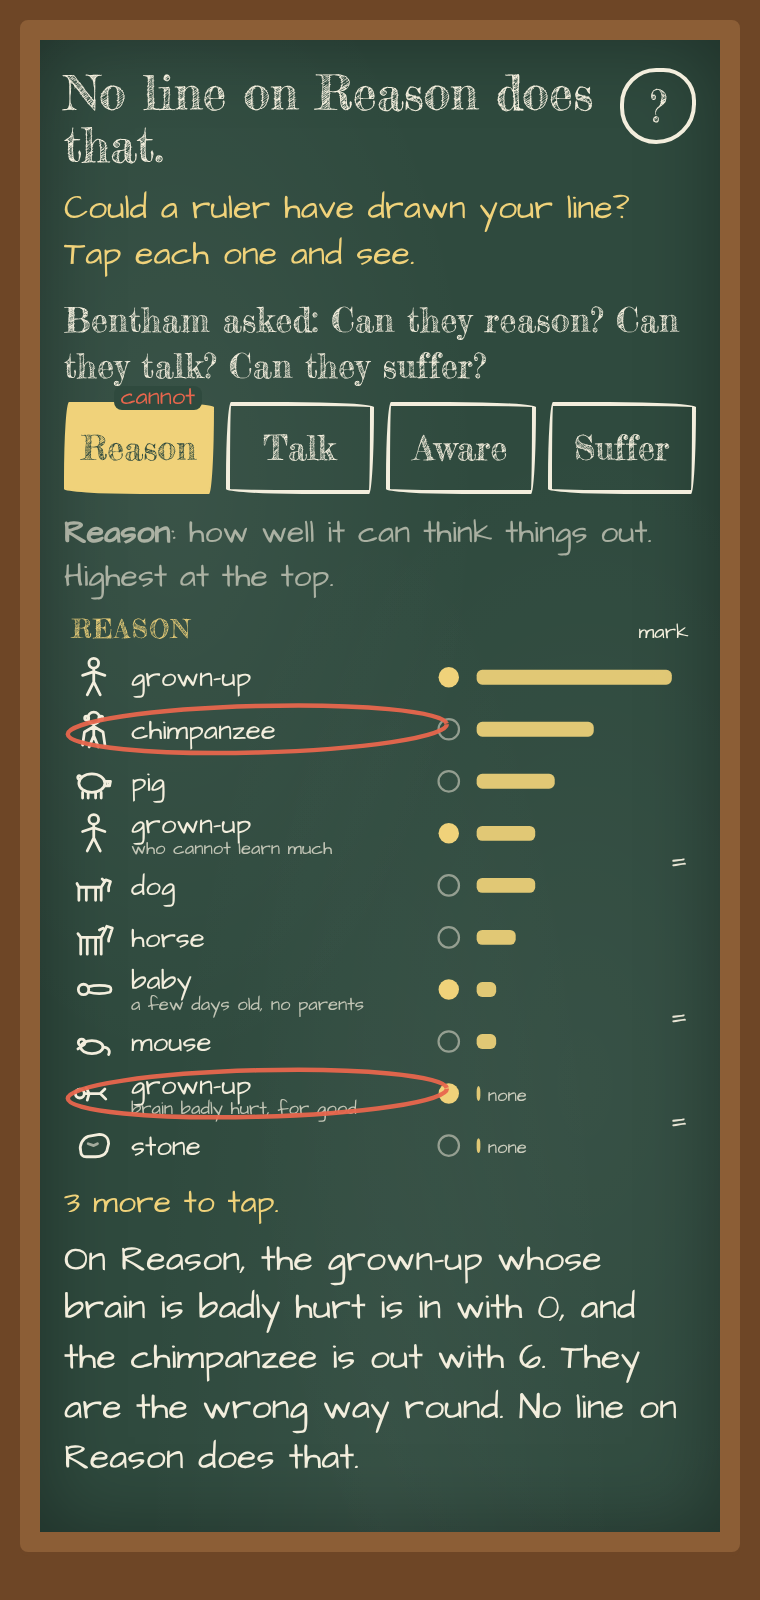 No line on Reason does
that.
?
Could a ruler have drawn your line?
Tap each one and see.
Bentham asked: Can they reason? Can
they talk? Can they suffer?
cannot
Reason
Talk
Aware
Suffer
Reason: how well it can think things out.
Highest at the top.
REASON
mark
grown-up
chimpanzee
pig
grown-up
who cannot learn much
=
dog
horse
baby
a few days old, no parents
=
mouse
grown-up
brain badly hurt, for good
none
=
stone
none
3 more to tap.
On Reason, the grown-up whose
brain is badly hurt is in with 0, and
the chimpanzee is out with 6. They
are the wrong way round. No line on
Reason does that.